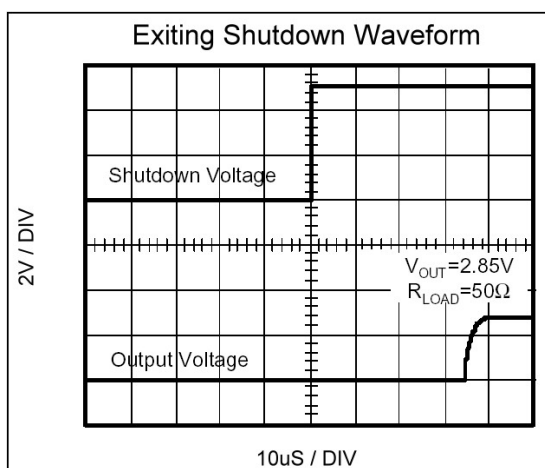 Exiting Shutdown Waveform
Shutdown Voltage
2V / DIV
VOUT=2.85V
RLOAD=50Ω
Output Voltage
10uS / DIV